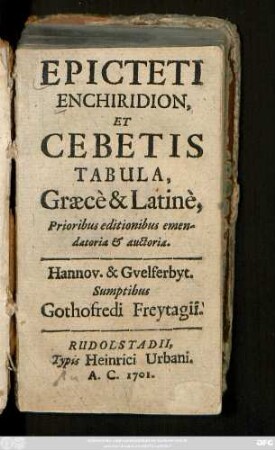 EPICTETI
ENCHIRIDION,
ET
CEBETIS
TABULA,
Græcè & Latinè,
Prioribus editionibus emen-
datoria & auctoria.
Hannov. & Gvelferbyt.
Sumptibus
Gothofredi Freytagii.
RUDOLSTADII,
Typis Heinrici Urbani.
A. C. 1701.